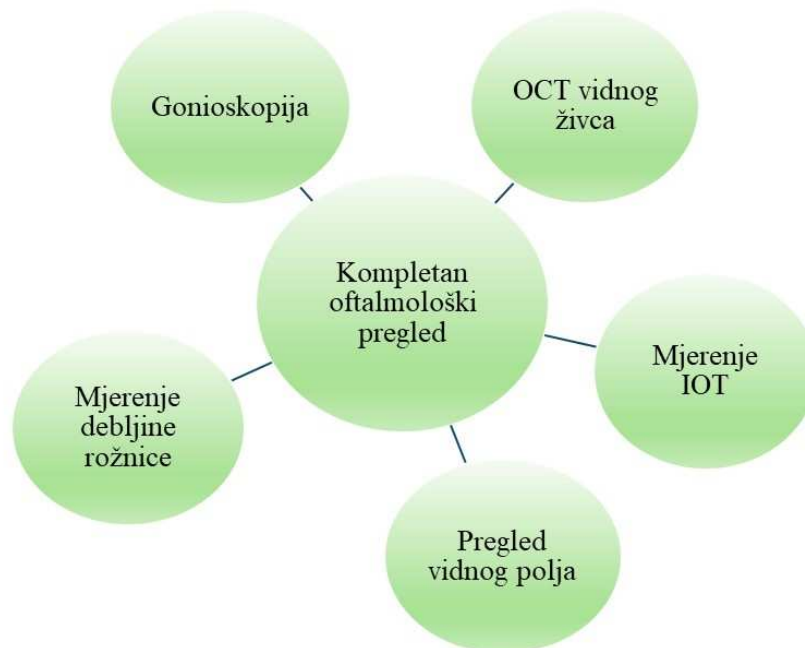 Gonioskopija
OCT vidnog
živca
Kompletan
oftalmološki
pregled
Mjerenje
IOT
Mjerenje
debljine
rožnice
Pregled
vidnog polja